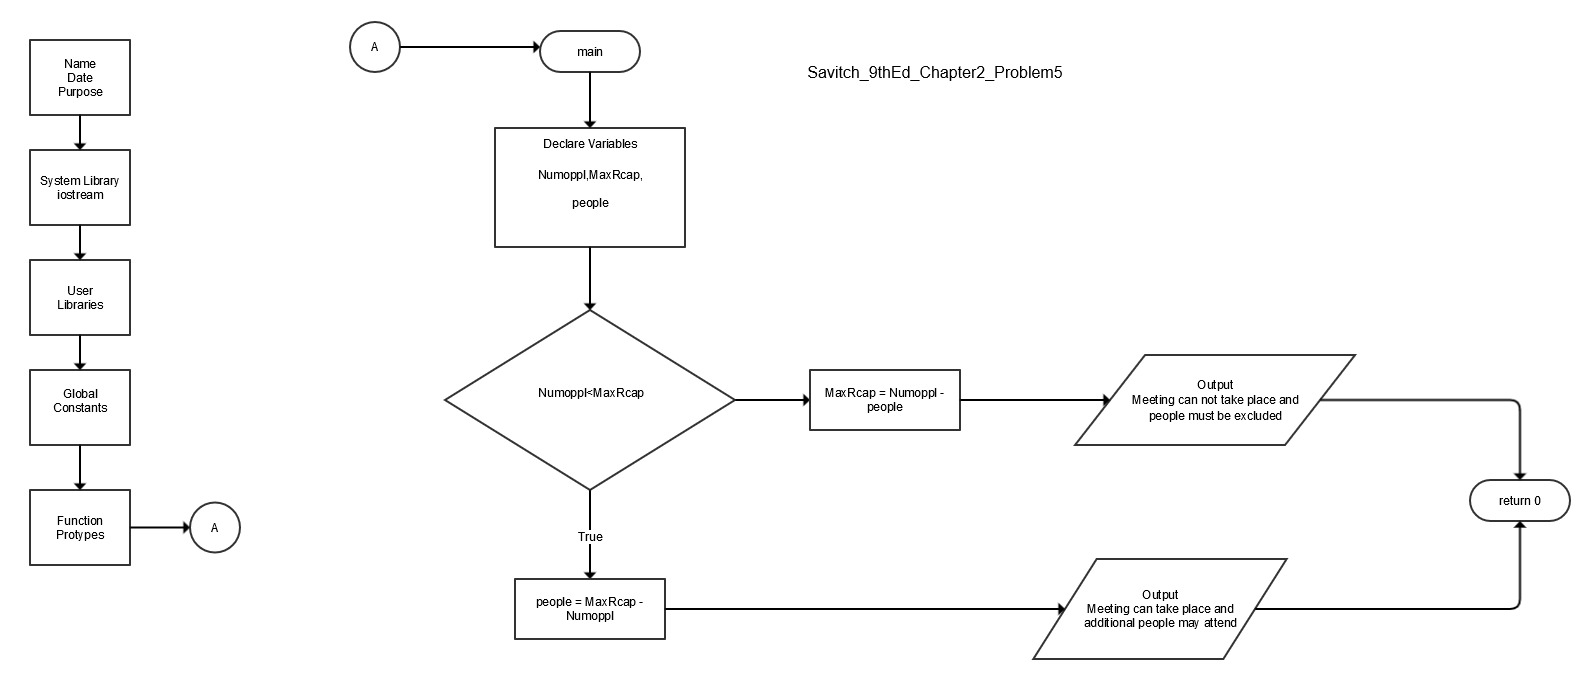 Name
Date
Purpose
System Library
iostream
User
Libraries
Global
Constants
Function
Protypes
A
A
main
Savitch_9thEd_Chapter2_Problem5
Declare Variables
Numoppl,MaxRcap,
people
Numoppl<MaxRcap
MaxRcap = Numoppl -
people
Output
Meeting can not take place and
people must be excluded
return 0
True
people = MaxRcap -
Numoppl
Output
Meeting can take place and
additional people may attend